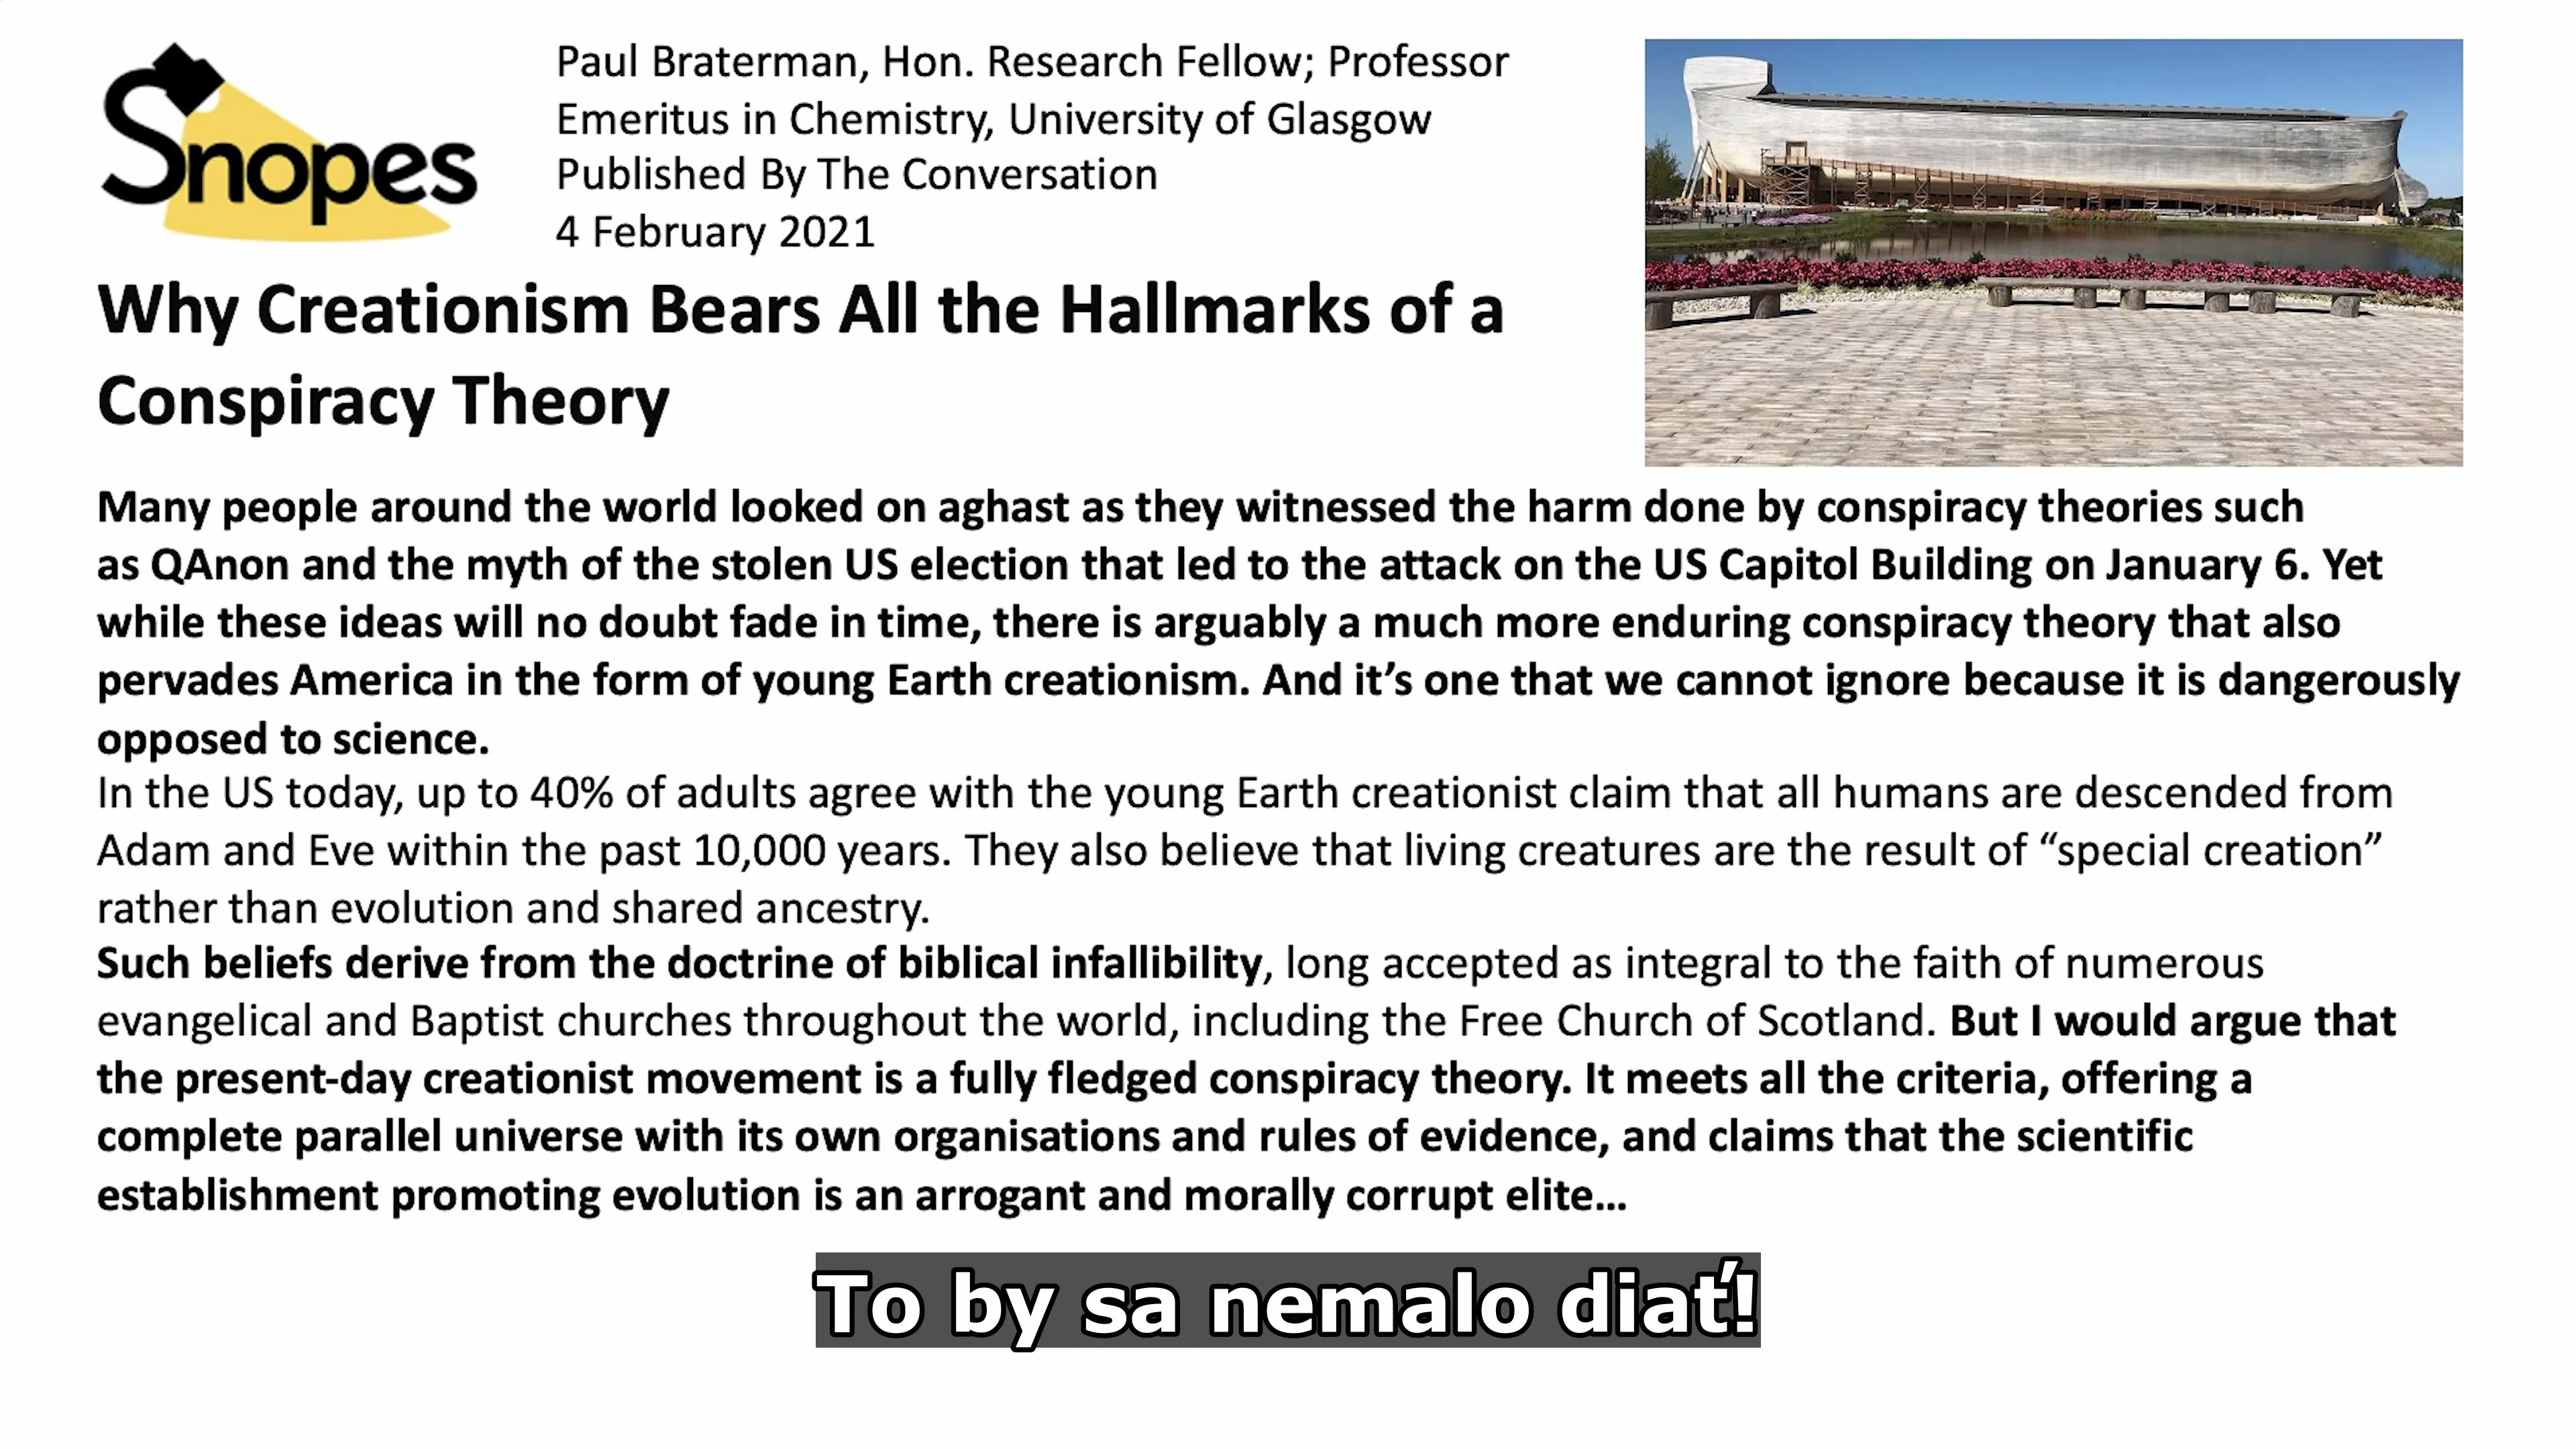 Snopes
Paul Braterman, Hon. Research Fellow; Professor
Emeritus in Chemistry, University of Glasgow
Published By The Conversation
4 February 2021
Why Creationism Bears All the Hallmarks of a
Conspiracy Theory
Many people around the world looked on aghast as they witnessed the harm done by conspiracy theories such
as QAnon and the myth of the stolen US election that led to the attack on the US Capitol Building on January 6. Yet
while these ideas will no doubt fade in time, there is arguably a much more enduring conspiracy theory that also
pervades America in the form of young Earth creationism. And it’s one that we cannot ignore because it is dangerously
opposed to science.
In the US today, up to 40% of adults agree with the young Earth creationist claim that all humans are descended from
Adam and Eve within the past 10,000 years. They also believe that living creatures are the result of “special creation”
rather than evolution and shared ancestry.
Such beliefs derive from the doctrine of biblical infallibility, long accepted as integral to the faith of numerous
evangelical and Baptist churches throughout the world, including the Free Church of Scotland. But I would argue that
the present-day creationist movement is a fully fledged conspiracy theory. It meets all the criteria, offering a
complete parallel universe with its own organisations and rules of evidence, and claims that the scientific
establishment promoting evolution is an arrogant and morally corrupt elite…
To by sa nemalo diať!